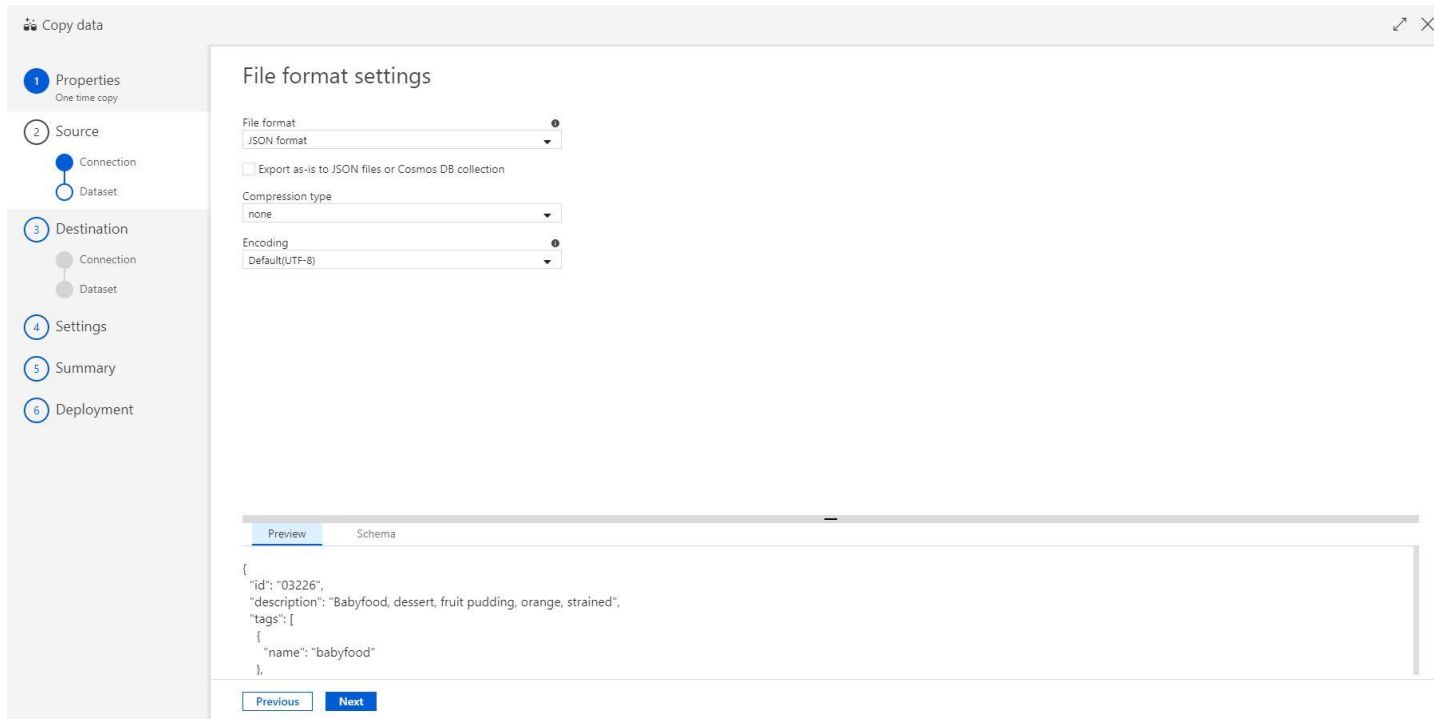 Copy data
1 Properties
One time copy
2 Source
Connection
Dataset
3 Destination
Connection
Dataset
4 Settings
5 Summary
6 Deployment
File format settings
File format
JSON format
Export as-is to JSON files or Cosmos DB collection
Compression type
none
Encoding
Default(UTF-8)
Preview Schema
{
"id": "03226",
"description": "Babyfood, dessert, fruit pudding, orange, strained",
"tags": [
{
"name": "babyfood"
},
Previous Next